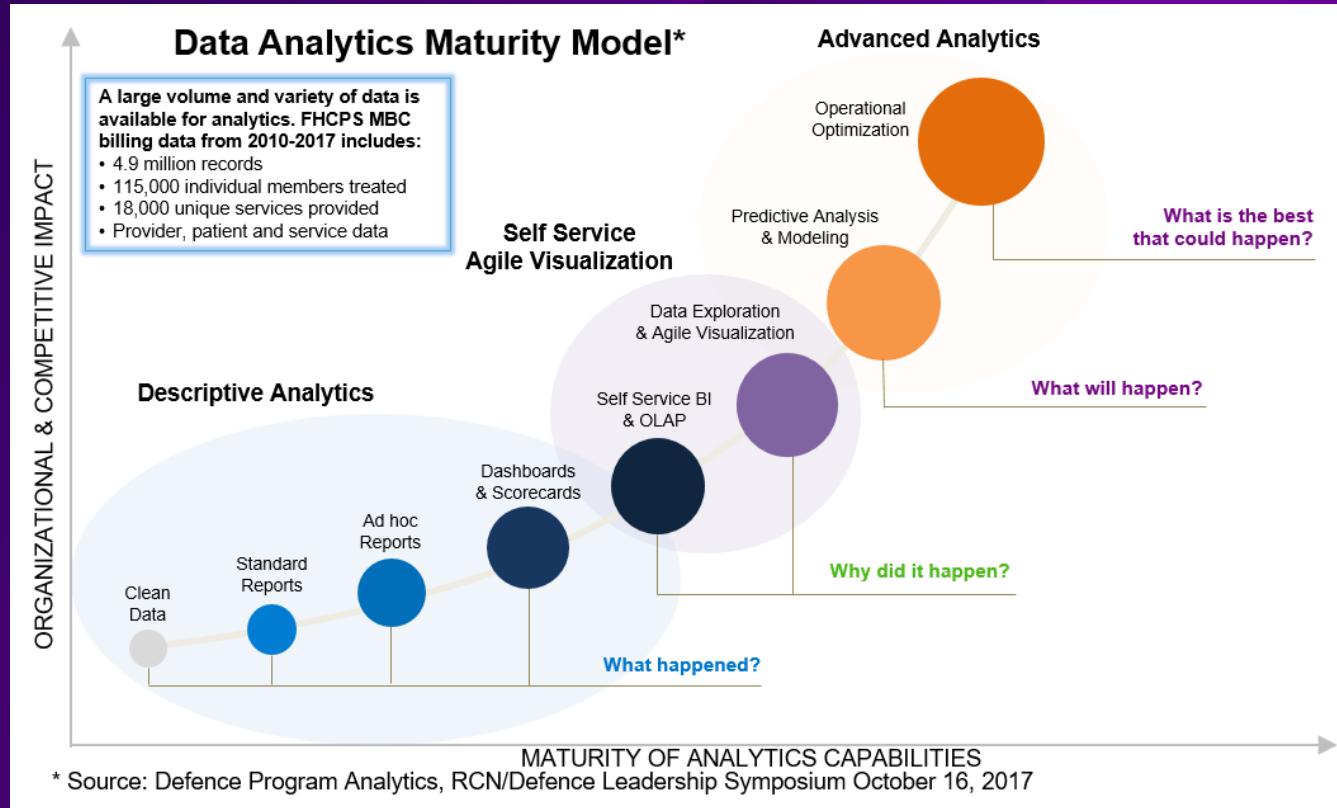 Data Analytics Maturity Model*
Advanced Analytics
A large volume and variety of data is
available for analytics. FHCPS MBC
billing data from 2010-2017 includes:
• 4.9 million records
• 115,000 individual members treated
• 18,000 unique services provided
• Provider, patient and service data
Operational
Optimization
What is the best
that could happen?
Predictive Analysis
& Modeling
Self Service
Agile Visualization
Data Exploration
& Agile Visualization
What will happen?
Descriptive Analytics
Self Service BI
& OLAP
Dashboards
& Scorecards
Ad hoc
Reports
Standard
Reports
Clean
Data
Why did it happen?
What happened?
ORGANIZATIONAL & COMPETITIVE IMPACT
MATURITY OF ANALYTICS CAPABILITIES
* Source: Defence Program Analytics, RCN/Defence Leadership Symposium October 16, 2017